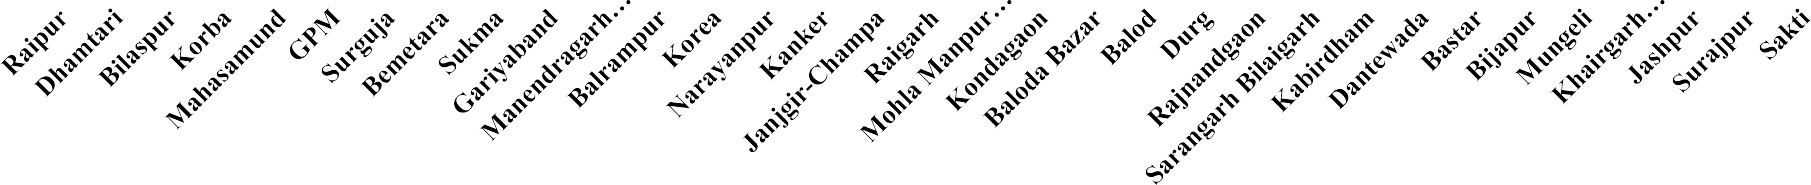 Raipur
Dhamtari
Bilaspur
Korba
Mahasamund
GPM
Surguja
Bemetara
Sukma
Gariyaband
Manendragarh…
Balrampur
Korea
Narayanpur
Kanker
Janjgir-Champa
Raigarh
Mohla Manpur…
Kondagaon
Baloda Bazar
Balod
Durg
Rajnandgaon
Sarangarh Bilaigarh
Kabirdham
Dantewada
Bastar
Bijapur
Mungeli
Khairgarh…
Jashpur
Surajpur
Sakti